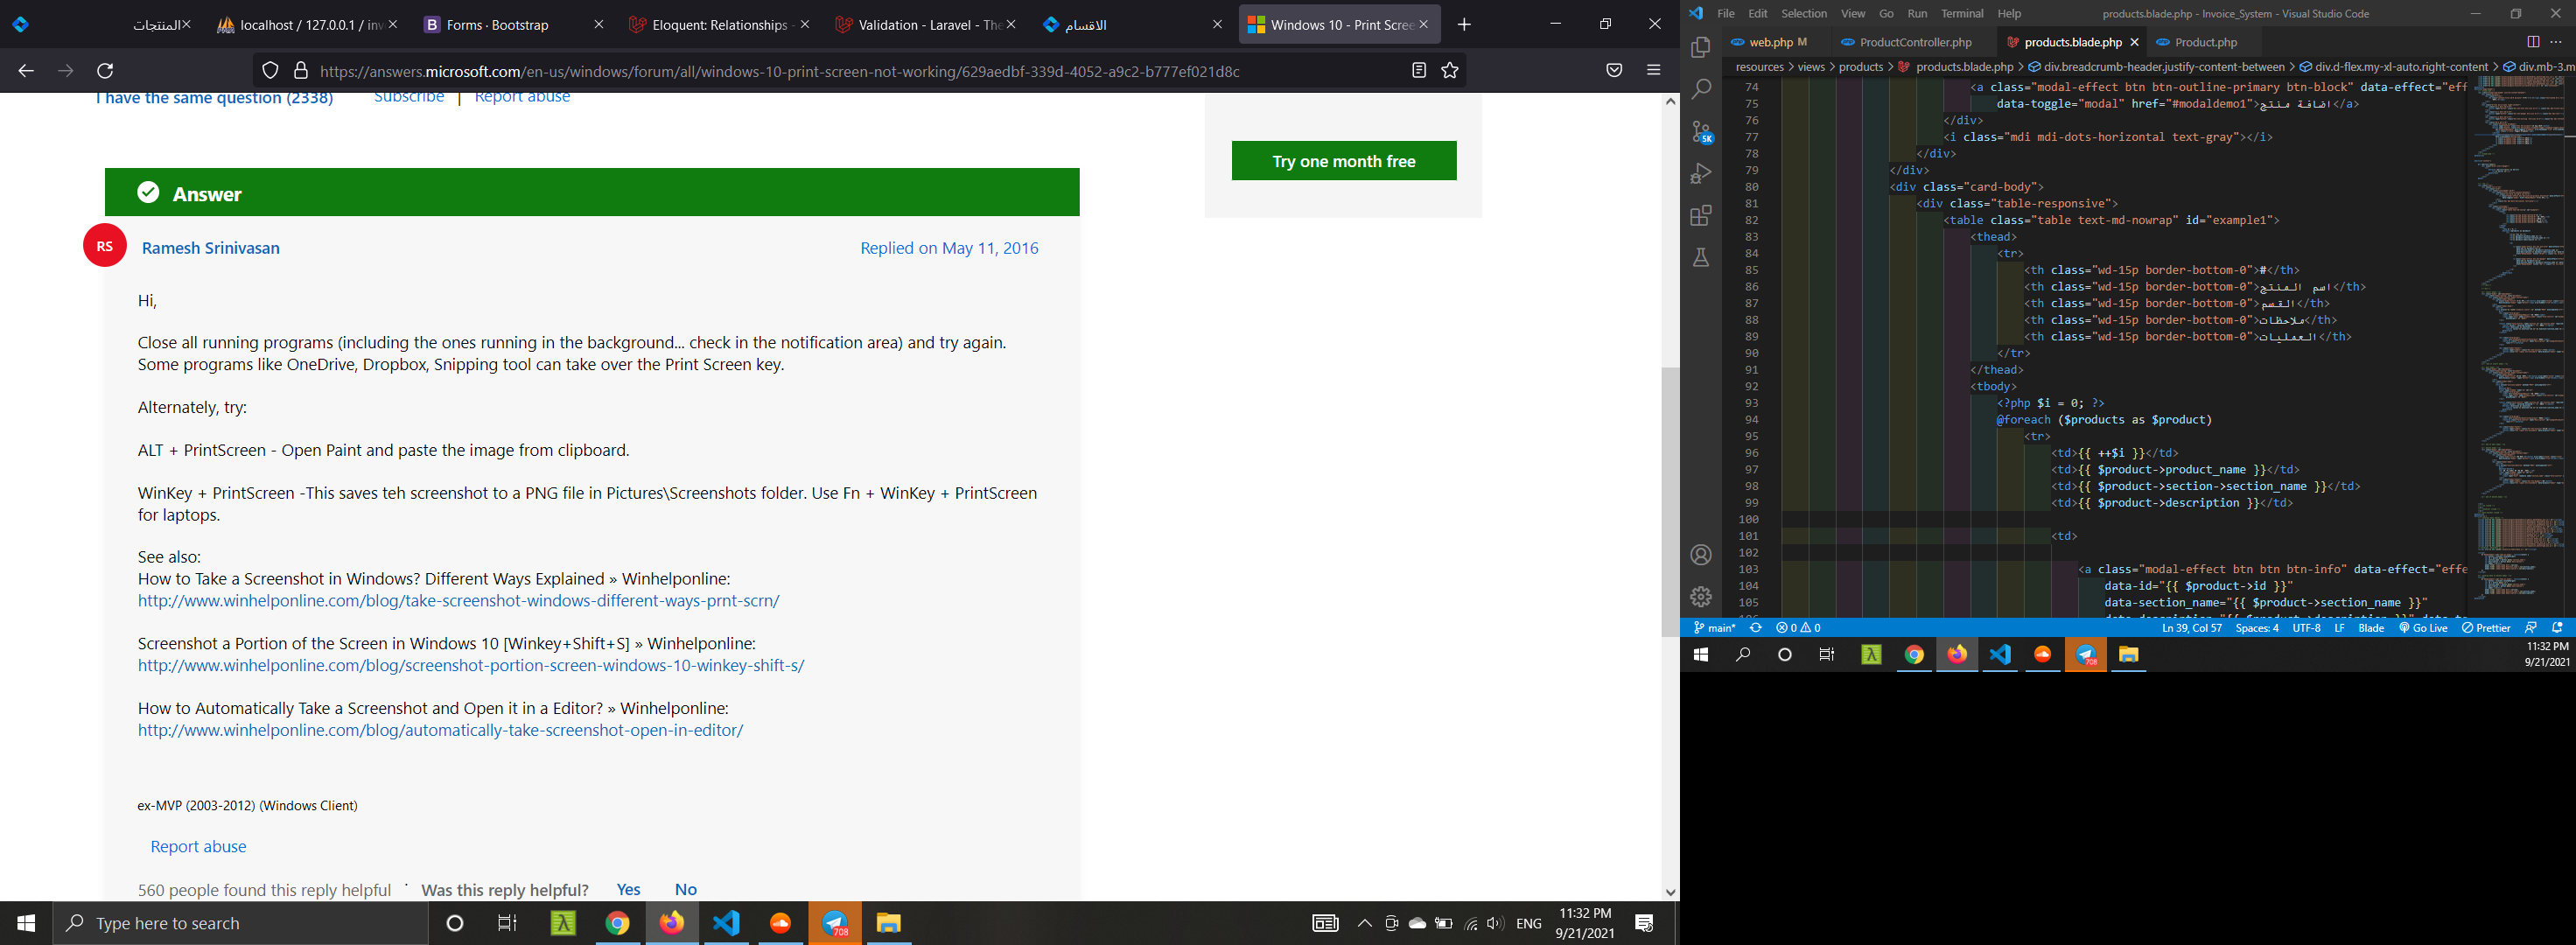 المنتجات
localhost / 127.0.0.1 / inv
Forms · Bootstrap
Eloquent: Relationships -
Validation - Laravel - The
الاقسام
Windows 10 - Print Scree
https://answers.microsoft.com/en-us/windows/forum/all/windows-10-print-screen-not-working/629aedbf-339d-4052-a9c2-b777ef021d8c
I have the same question (2338)
Subscribe | Report abuse
Try one month free
Answer
RS
Ramesh Srinivasan
Replied on May 11, 2016
Hi,
Close all running programs (including the ones running in the background... check in the notification area) and try again.
Some programs like OneDrive, Dropbox, Snipping tool can take over the Print Screen key.
Alternately, try:
ALT + PrintScreen - Open Paint and paste the image from clipboard.
WinKey + PrintScreen -This saves teh screenshot to a PNG file in Pictures\Screenshots folder. Use Fn + WinKey + PrintScreen
for laptops.
See also:
How to Take a Screenshot in Windows? Different Ways Explained » Winhelponline:
http://www.winhelponline.com/blog/take-screenshot-windows-different-ways-prnt-scrn/
Screenshot a Portion of the Screen in Windows 10 [Winkey+Shift+S] » Winhelponline:
http://www.winhelponline.com/blog/screenshot-portion-screen-windows-10-winkey-shift-s/
How to Automatically Take a Screenshot and Open it in a Editor? » Winhelponline:
http://www.winhelponline.com/blog/automatically-take-screenshot-open-in-editor/
ex-MVP (2003-2012) (Windows Client)
Report abuse
560 people found this reply helpful · Was this reply helpful? Yes No
Type here to search
708
ENG
11:32 PM
9/21/2021
File Edit Selection View Go Run Terminal Help
products.blade.php - Invoice_System - Visual Studio Code
web.php M
ProductController.php
products.blade.php
Product.php
resources > views > products > products.blade.php > div.breadcrumb-header.justify-content-between > div.d-flex.my-xl-auto.right-content > div.mb-3.m
5K
74 <a class="modal-effect btn btn-outline-primary btn-block" data-effect="eff
75 data-toggle="modal" href="#modaldemo1">اضافة منتج</a>
76 </div>
77 <i class="mdi mdi-dots-horizontal text-gray"></i>
78 </div>
79 </div>
80 <div class="card-body">
81 <div class="table-responsive">
82 <table class="table text-md-nowrap" id="example1">
83 <thead>
84 <tr>
85 <th class="wd-15p border-bottom-0">#</th>
86 <th class="wd-15p border-bottom-0">اسم المنتج</th>
87 <th class="wd-15p border-bottom-0">القسم</th>
88 <th class="wd-15p border-bottom-0">ملاحظات</th>
89 <th class="wd-15p border-bottom-0">العمليات</th>
90 </tr>
91 </thead>
92 <tbody>
93 <?php $i = 0; ?>
94 @foreach ($products as $product)
95 <tr>
96 <td>{{ ++$i }}</td>
97 <td>{{ $product->product_name }}</td>
98 <td>{{ $product->section->section_name }}</td>
99 <td>{{ $product->description }}</td>
100
101 <td>
102
103 <a class="modal-effect btn btn btn-info" data-effect="effe
104 data-id="{{ $product->id }}"
105 data-section_name="{{ $product->section_name }}"
main* 0 0
Ln 39, Col 57 Spaces: 4 UTF-8 LF Blade Go Live Prettier
708
11:32 PM
9/21/2021